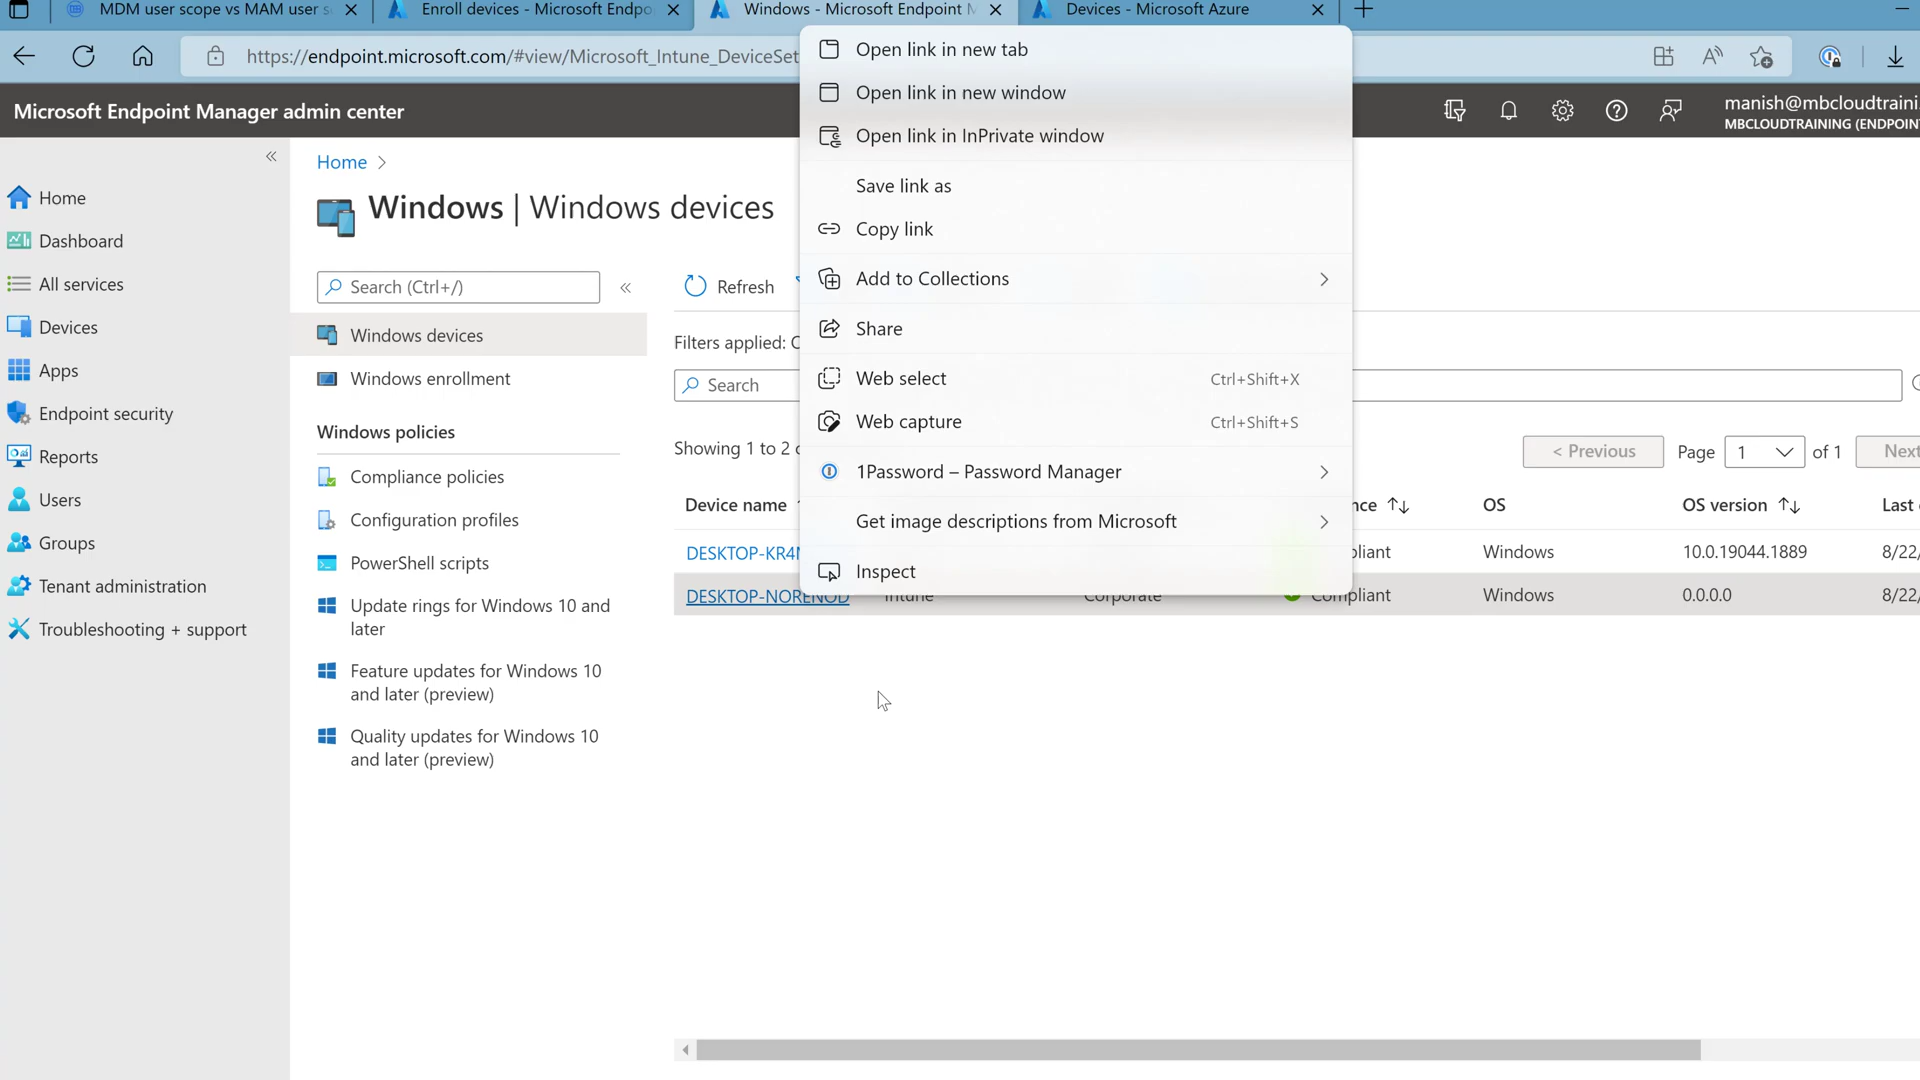 MDM user scope vs MAM user s
Enroll devices - Microsoft Endpo
Windows - Microsoft Endpoint M
Devices - Microsoft Azure
https://endpoint.microsoft.com/#view/Microsoft_Intune_DeviceSet
Microsoft Endpoint Manager admin center
manish@mbcloudtraini
MBCLOUDTRAINING (ENDPOINT
Home
Dashboard
All services
Devices
Apps
Endpoint security
Reports
Users
Groups
Tenant administration
Troubleshooting + support
Home >
Windows | Windows devices
Search (Ctrl+/)
Windows devices
Windows enrollment
Windows policies
Compliance policies
Configuration profiles
PowerShell scripts
Update rings for Windows 10 and
later
Feature updates for Windows 10
and later (preview)
Quality updates for Windows 10
and later (preview)
Refresh
Filters applied:
Search
Showing 1 to 2
< Previous
Page
1
of 1
Next
Device name
nce
OS
OS version
Last
DESKTOP-KR4
pliant
Windows
10.0.19044.1889
8/22/
DESKTOP-NORENOD
Intune
Corporate
Compliant
Windows
0.0.0.0
8/22/
Open link in new tab
Open link in new window
Open link in InPrivate window
Save link as
Copy link
Add to Collections
Share
Web select
Ctrl+Shift+X
Web capture
Ctrl+Shift+S
1Password – Password Manager
Get image descriptions from Microsoft
Inspect